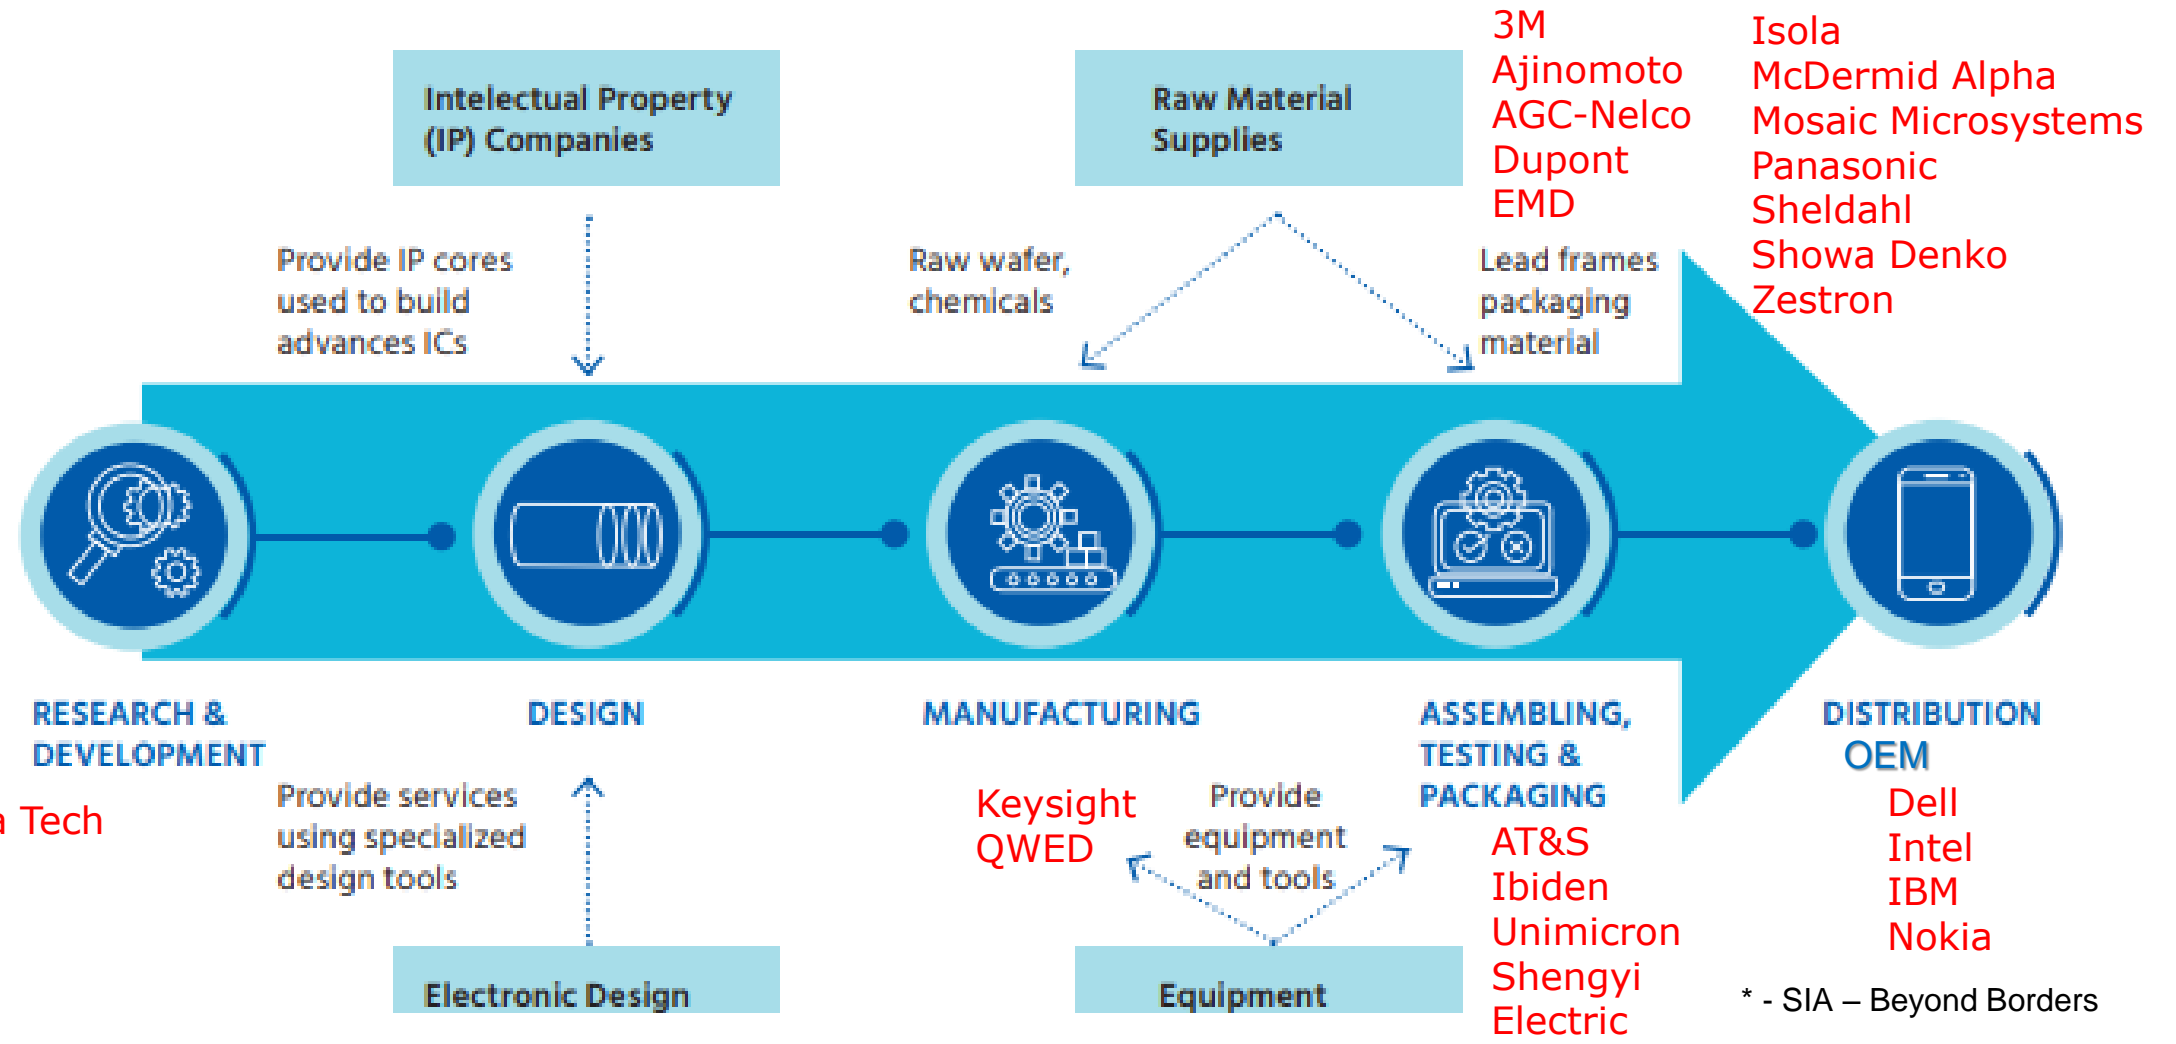 Intelectual Property
(IP) Companies
Raw Material
Supplies
3M
Ajinomoto
AGC-Nelco
Dupont
EMD
Isola
McDermid Alpha
Mosaic Microsystems
Panasonic
Sheldahl
Showa Denko
Zestron
Provide IP cores
used to build
advances ICs
Raw wafer,
chemicals
Lead frames
packaging
material
RESEARCH &
DEVELOPMENT
DESIGN
MANUFACTURING
ASSEMBLING,
TESTING &
PACKAGING
DISTRIBUTION
OEM
Tech
Provide services
using specialized
design tools
Keysight
QWED
Provide
equipment
and tools
AT&S
Ibiden
Unimicron
Shengyi
Electric
Dell
Intel
IBM
Nokia
Electronic Design
Equipment
* - SIA – Beyond Borders